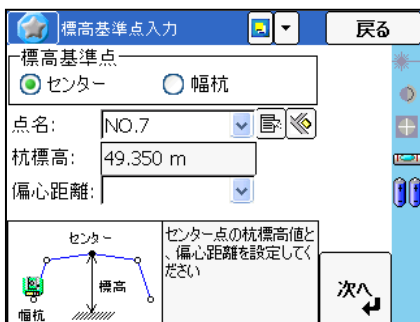 標高基準点入力
戻る
標高基準点
センター
幅杭
点名:
NO.7
杭標高:
49.350 m
偏心距離:
センター
標高
幅杭
センター点の杭標高値と
、偏心距離を設定してく
ださい
次へ